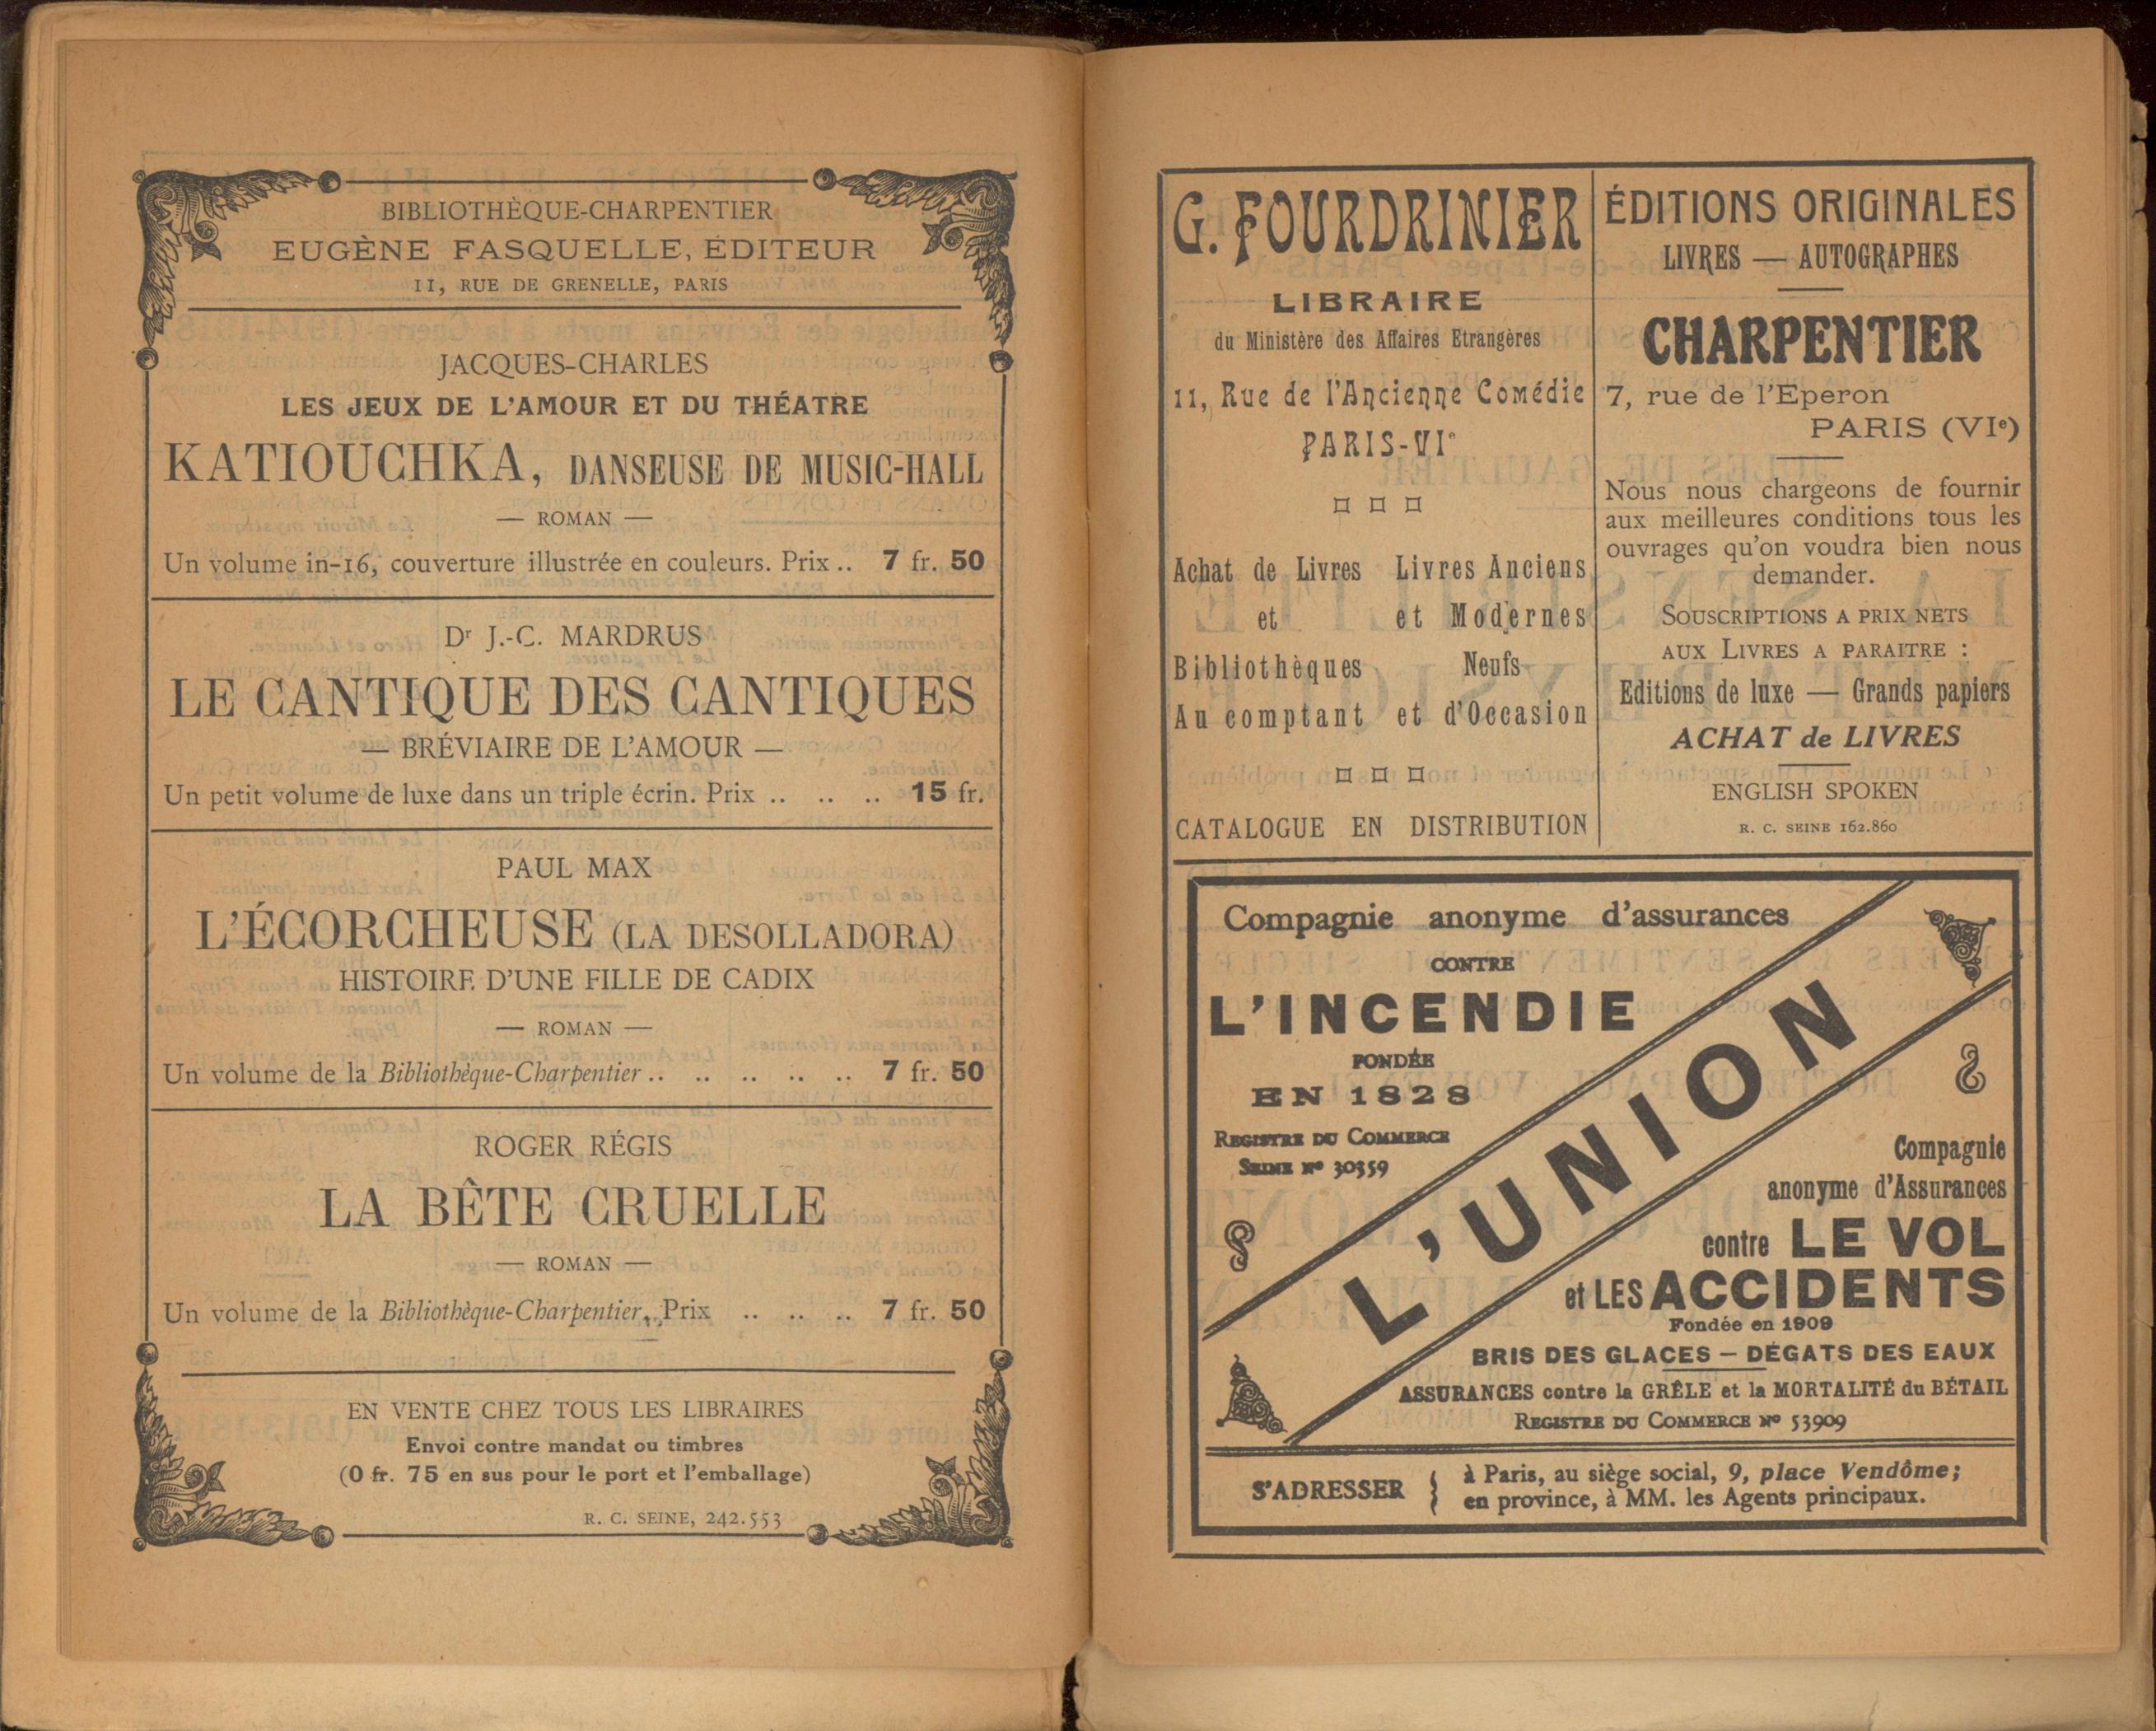 BIBLIOTHÈQUE-CHARPENTIER
EUGÈNE FASQUELLE, ÉDITEUR
11, RUE DE GRENELLE, PARIS
JACQUES-CHARLES
LES JEUX DE L'AMOUR ET DU THÉATRE
KATIOUCHKA, DANSEUSE DE MUSIC-HALL
— ROMAN —
Un volume in-16, couverture illustrée en couleurs. Prix .. 7 fr. 50
Dr J.-C. MARDRUS
LE CANTIQUE DES CANTIQUES
— BRÉVIAIRE DE L'AMOUR —
Un petit volume de luxe dans un triple écrin. Prix .. .. .. 15 fr.
PAUL MAX
L'ÉCORCHEUSE (LA DESOLLADORA)
HISTOIRE D'UNE FILLE DE CADIX
— ROMAN —
Un volume de la Bibliothèque-Charpentier .. .. .. .. .. 7 fr. 50
ROGER RÉGIS
LA BÊTE CRUELLE
— ROMAN —
Un volume de la Bibliothèque-Charpentier, Prix .. .. .. 7 fr. 50
EN VENTE CHEZ TOUS LES LIBRAIRES
Envoi contre mandat ou timbres
(0 fr. 75 en sus pour le port et l'emballage)
R. C. SEINE, 242.553
G. FOURDRINIER
LIBRAIRE
du Ministère des Affaires Etrangères
11, Rue de l'Ancienne Comédie
PARIS-VIe
Achat de Livres
et
Bibliothèques
Au comptant
Livres Anciens
et Modernes
Neufs
et d'Occasion
CATALOGUE EN DISTRIBUTION
ÉDITIONS ORIGINALES
LIVRES — AUTOGRAPHES
CHARPENTIER
7, rue de l'Eperon
PARIS (VIe)
Nous nous chargeons de fournir
aux meilleures conditions tous les
ouvrages qu'on voudra bien nous
demander.
SOUSCRIPTIONS A PRIX NETS
AUX LIVRES A PARAITRE :
Editions de luxe — Grands papiers
ACHAT de LIVRES
ENGLISH SPOKEN
R. C. SEINE 162.860
Compagnie anonyme d'assurances
CONTRE
L'INCENDIE
FONDÉE
EN 1828
REGISTRE DU COMMERCE
SEINE No 30359
L'UNION
Compagnie
anonyme d'Assurances
contre LE VOL
et LES ACCIDENTS
Fondée en 1909
BRIS DES GLACES — DÉGATS DES EAUX
ASSURANCES contre la GRÊLE et la MORTALITÉ du BÉTAIL
REGISTRE DU COMMERCE No 53909
S'ADRESSER
à Paris, au siège social, 9, place Vendôme;
en province, à MM. les Agents principaux.